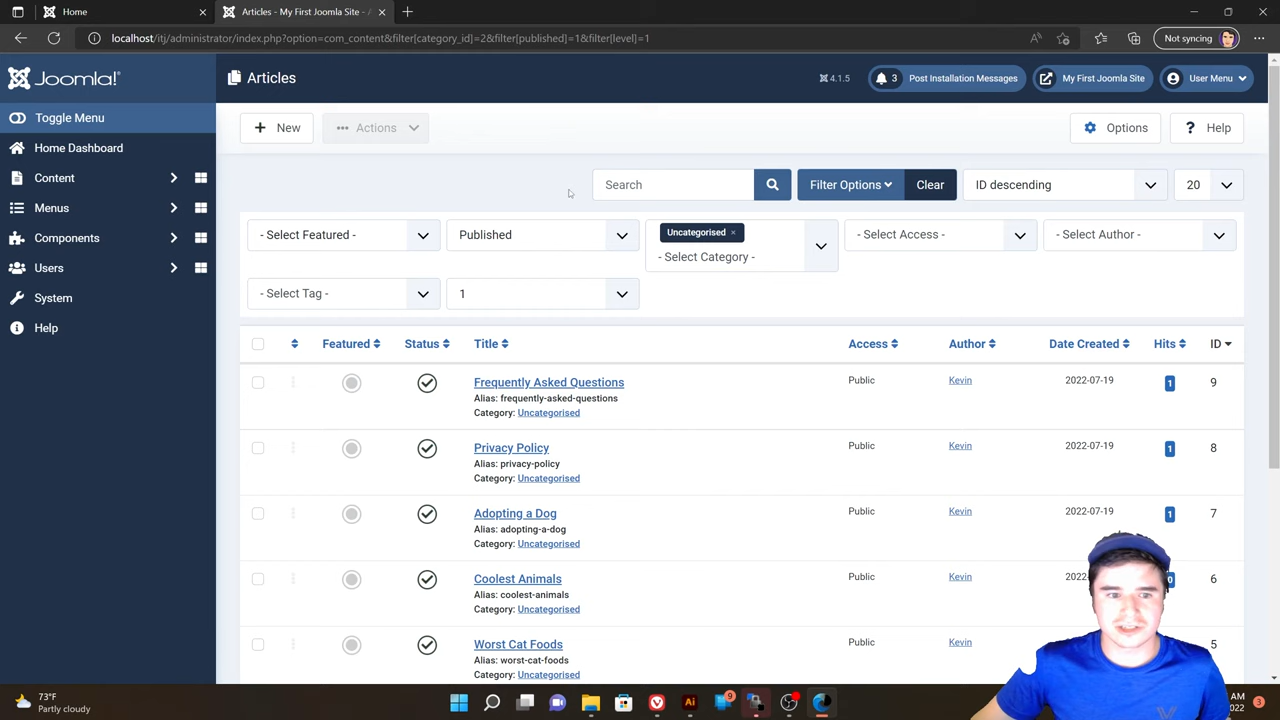 Home
Articles - My First Joomla Site - A
localhost/itj/administrator/index.php?option=com_content&filter[category_id]=2&filter[published]=1&filter[level]=1
Not syncing
Joomla!
Articles
4.1.5
3 Post Installation Messages
My First Joomla Site
User Menu
Toggle Menu
Home Dashboard
Content
Menus
Components
Users
System
Help
New
Actions
Options
Help
Search
Filter Options
Clear
ID descending
20
- Select Featured -
Published
Uncategorised ×
- Select Category -
- Select Access -
- Select Author -
- Select Tag -
1
Featured Status Title Access Author Date Created Hits ID
Frequently Asked Questions Public Kevin 2022-07-19 1 9
Alias: frequently-asked-questions
Category: Uncategorised
Privacy Policy Public Kevin 2022-07-19 1 8
Alias: privacy-policy
Category: Uncategorised
Adopting a Dog Public Kevin 2022-07-19 1 7
Alias: adopting-a-dog
Category: Uncategorised
Coolest Animals Public Kevin 2022 0 6
Alias: coolest-animals
Category: Uncategorised
Worst Cat Foods Public Kevin 5
Alias: worst-cat-foods
Category: Uncategorised
73°F
Partly cloudy
9
AM
2022
3